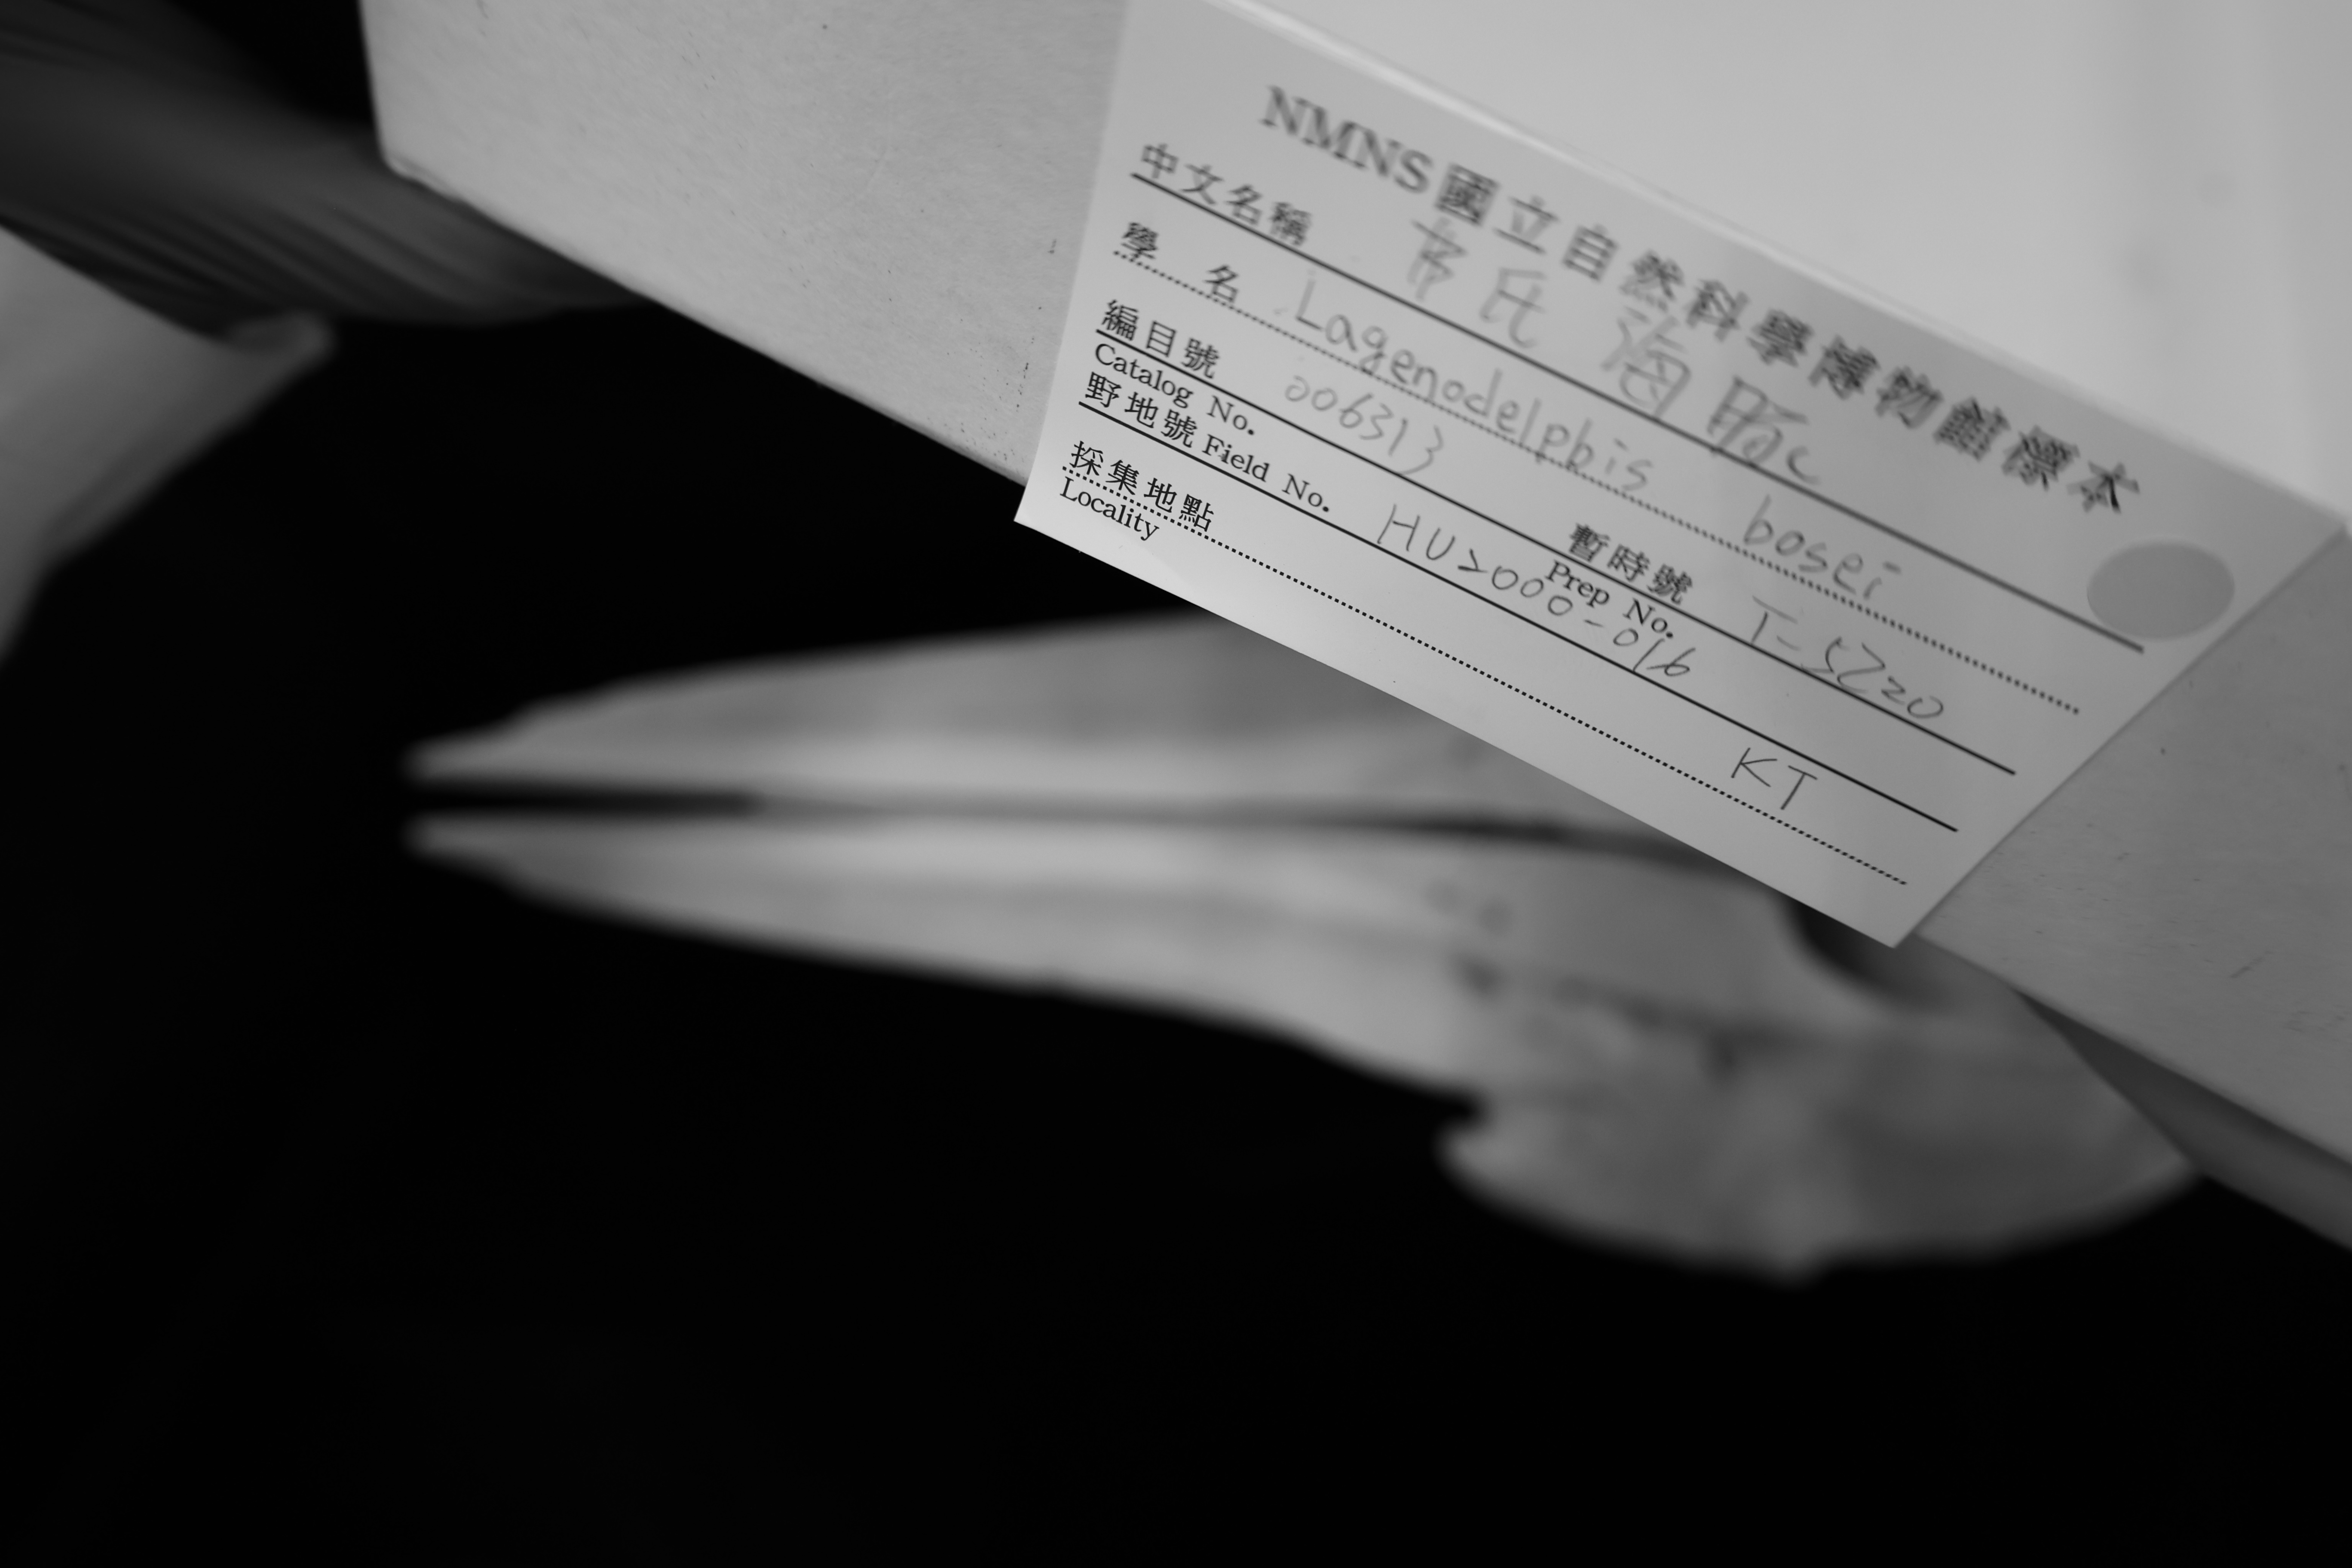 NMNS國立自然科學博物館標本
中文名稱 布氏海豚
學名 Lagenodelphis bosei
編目號 006313 暫時號 T-5220
Catalog No. Prep No.
野地號 Field No. HU2000-016
採集地點 KT
Locality